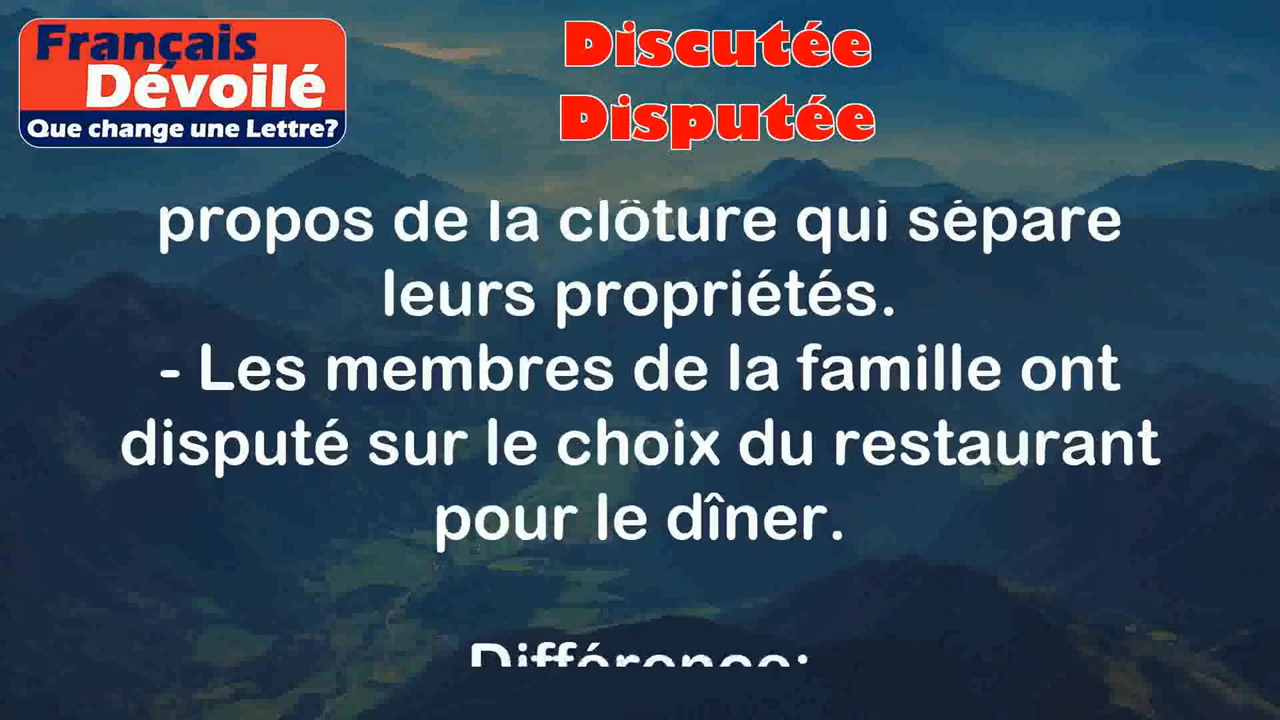 Français
Dévoilé
Que change une Lettre?
Discutée
Disputée
propos de la clôture qui sépare
leurs propriétés.
- Les membres de la famille ont
disputé sur le choix du restaurant
pour le dîner.
Différence: